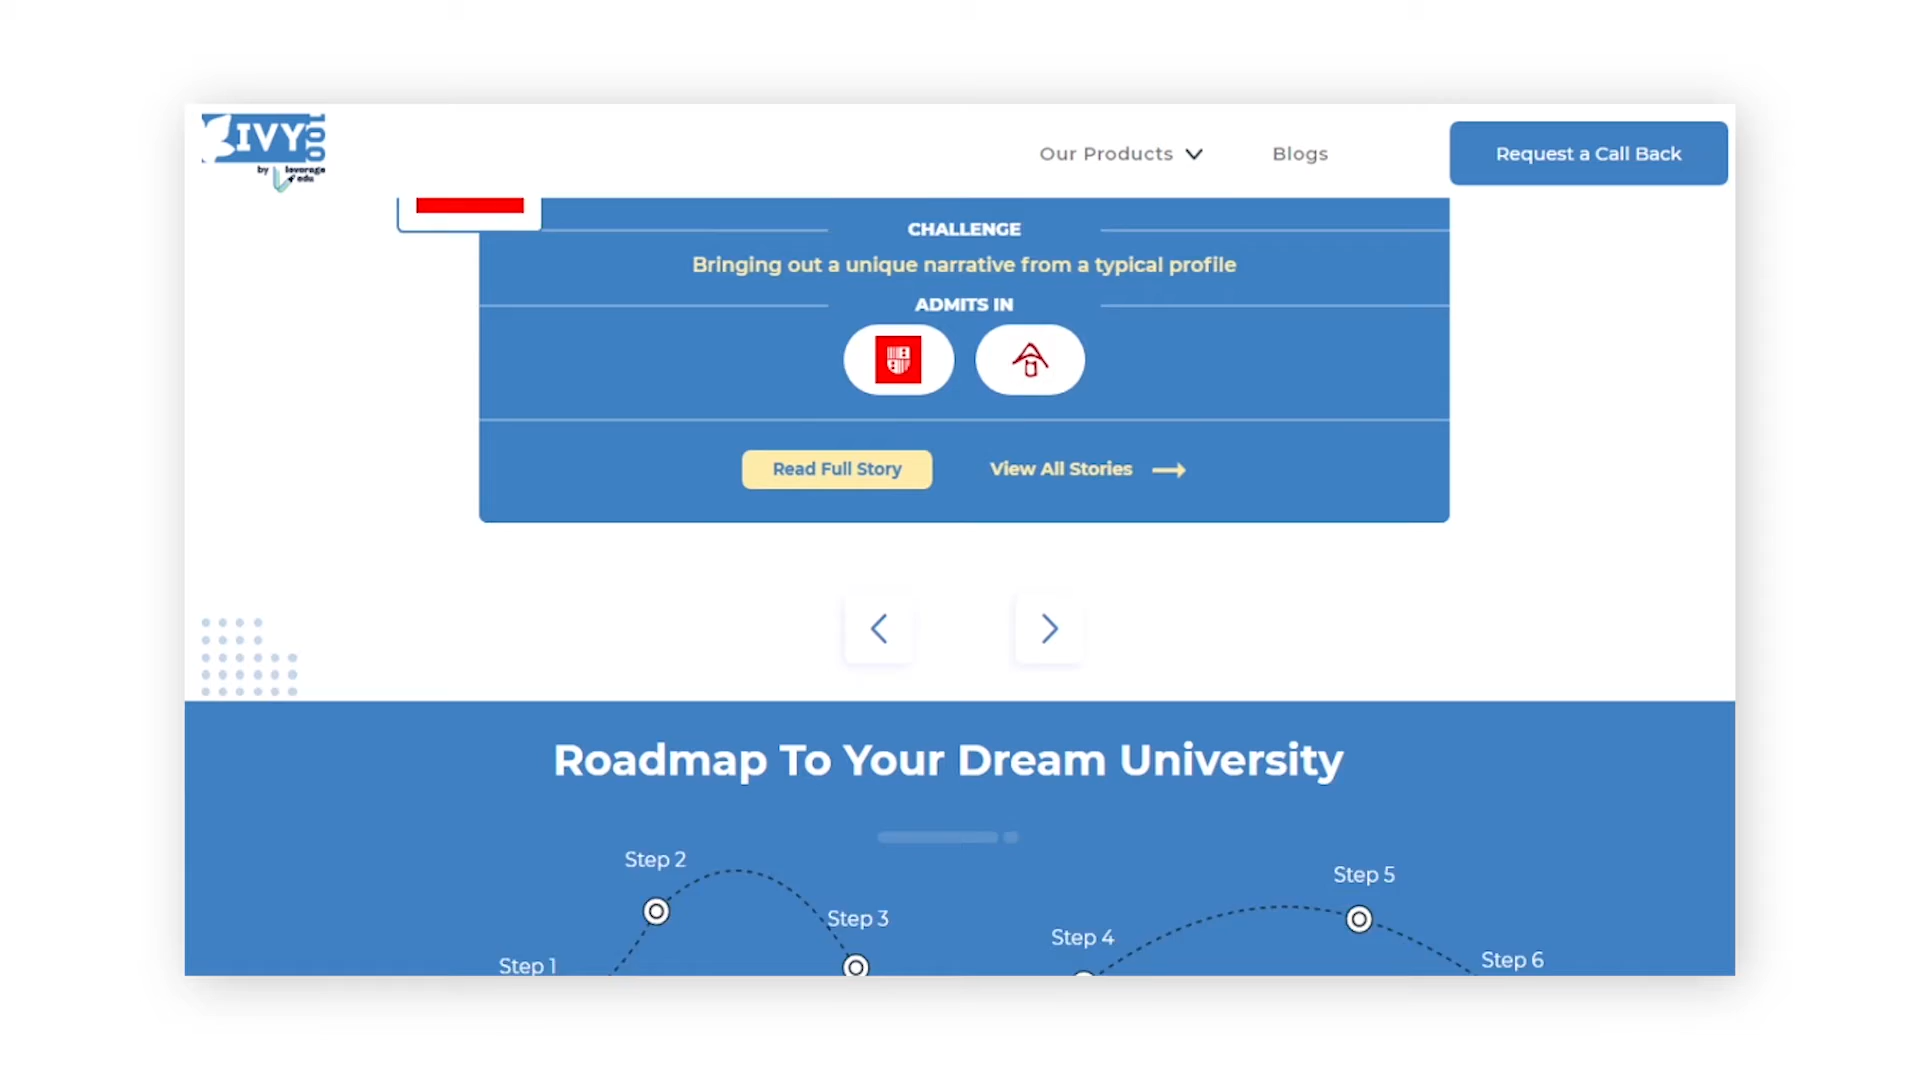 IVY 100
by leverage edu
Our Products
Blogs
Request a Call Back
CHALLENGE
Bringing out a unique narrative from a typical profile
ADMITS IN
Read Full Story
View All Stories
Roadmap To Your Dream University
Step 2
Step 5
Step 3
Step 4
Step 6
Step 1